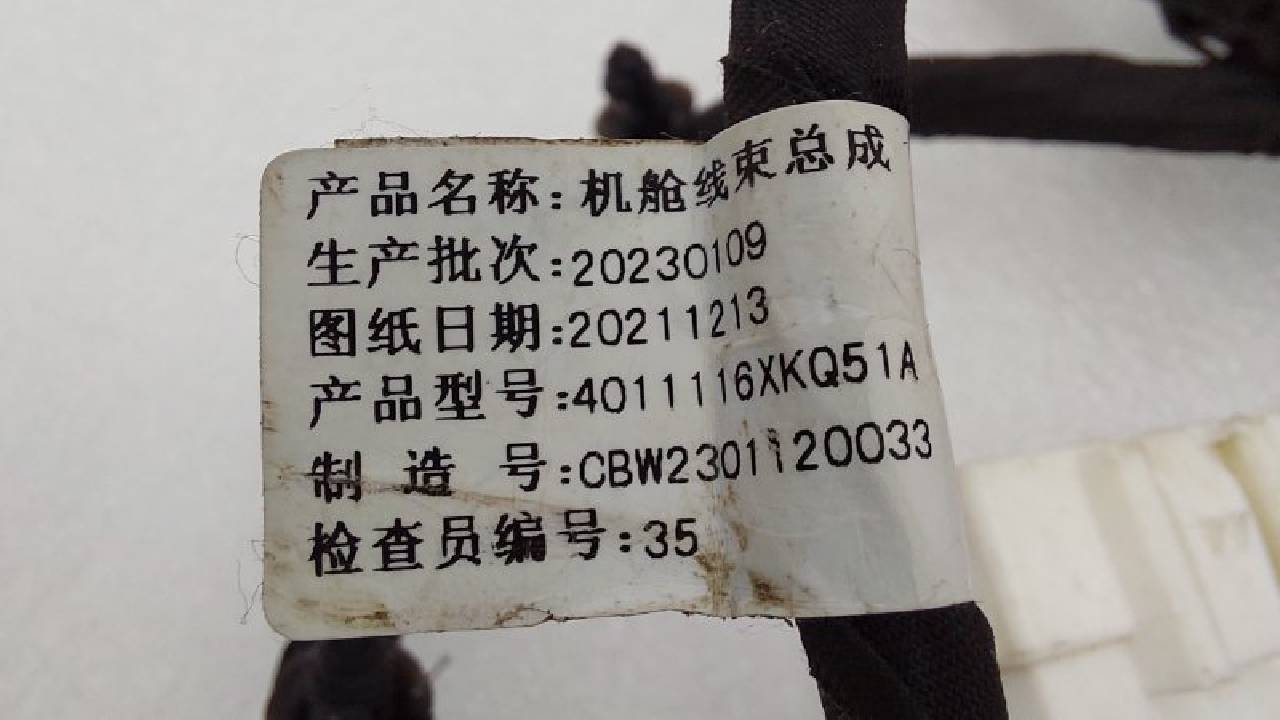 产品名称:机舱线束总成
生产批次:20230109
图纸日期:20211213
产品型号:4011116XKQ51A
制 造 号:CBW2301120033
检查员编号:35